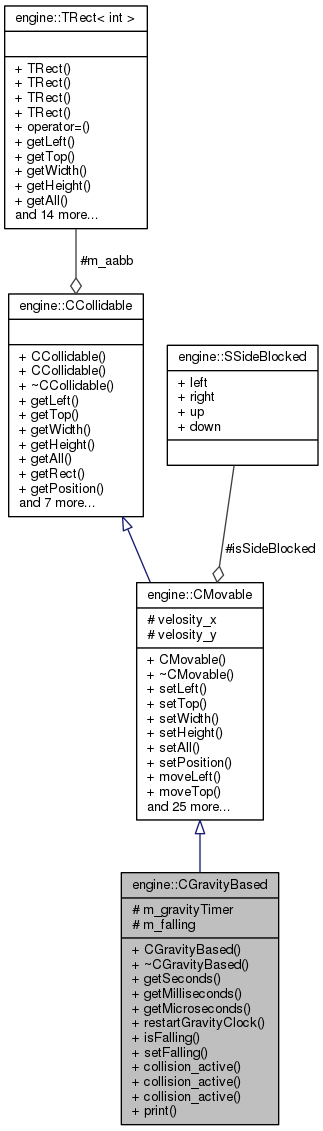 engine::TRect< int >
+ TRect()
+ TRect()
+ TRect()
+ TRect()
+ operator=()
+ getLeft()
+ getTop()
+ getWidth()
+ getHeight()
+ getAll()
and 14 more...
#m_aabb
engine::CCollidable
+ CCollidable()
+ CCollidable()
+ ~CCollidable()
+ getLeft()
+ getTop()
+ getWidth()
+ getHeight()
+ getAll()
+ getRect()
+ getPosition()
and 7 more...
engine::SSideBlocked
+ left
+ right
+ up
+ down
#isSideBlocked
engine::CMovable
# velosity_x
# velosity_y
+ CMovable()
+ ~CMovable()
+ setLeft()
+ setTop()
+ setWidth()
+ setHeight()
+ setAll()
+ setPosition()
+ moveLeft()
+ moveTop()
and 25 more...
engine::CGravityBased
# m_gravityTimer
# m_falling
+ CGravityBased()
+ ~CGravityBased()
+ getSeconds()
+ getMilliseconds()
+ getMicroseconds()
+ restartGravityClock()
+ isFalling()
+ setFalling()
+ collision_active()
+ collision_active()
+ collision_active()
+ print()